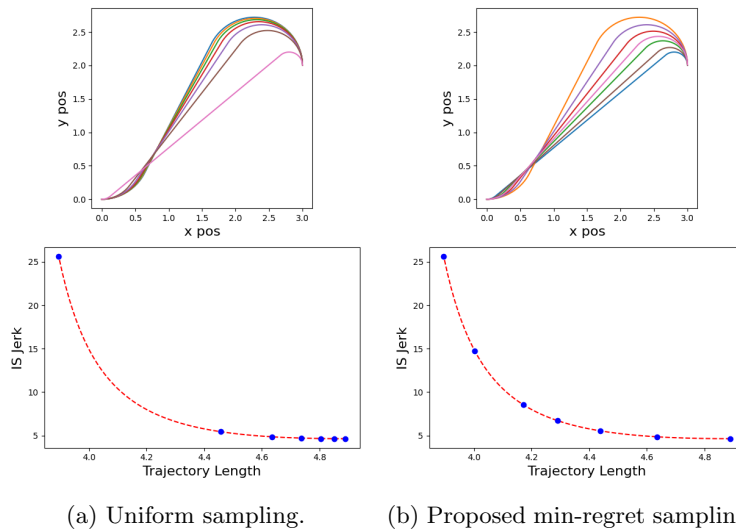 y pos
2.5
2.0
1.5
1.0
0.5
0.0
0.0 0.5 1.0 1.5 2.0 2.5 3.0
x pos
y pos
2.5
2.0
1.5
1.0
0.5
0.0
0.0 0.5 1.0 1.5 2.0 2.5 3.0
x pos
IS Jerk
25
20
15
10
5
4.0 4.2 4.4 4.6 4.8
Trajectory Length
IS Jerk
25
20
15
10
5
4.0 4.2 4.4 4.6 4.8
Trajectory Length
(a) Uniform sampling.
(b) Proposed min-regret samplin